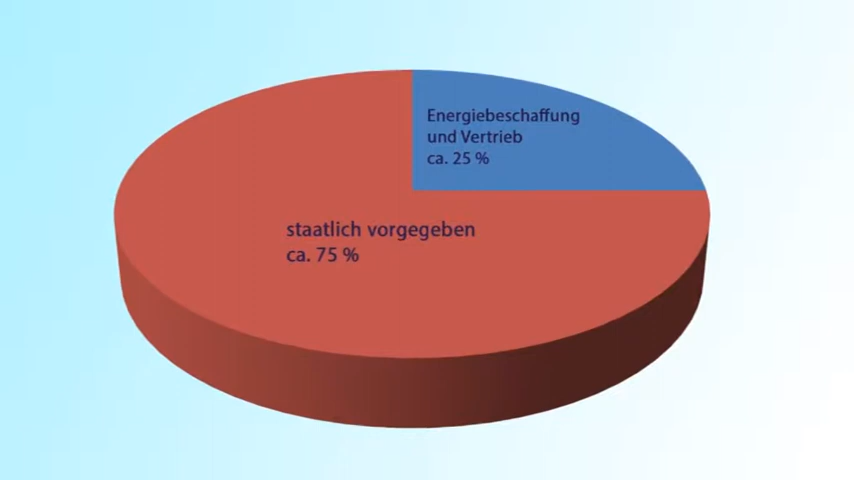 Energiebeschaffung
und Vertrieb
ca. 25 %
staatlich vorgegeben
ca. 75 %